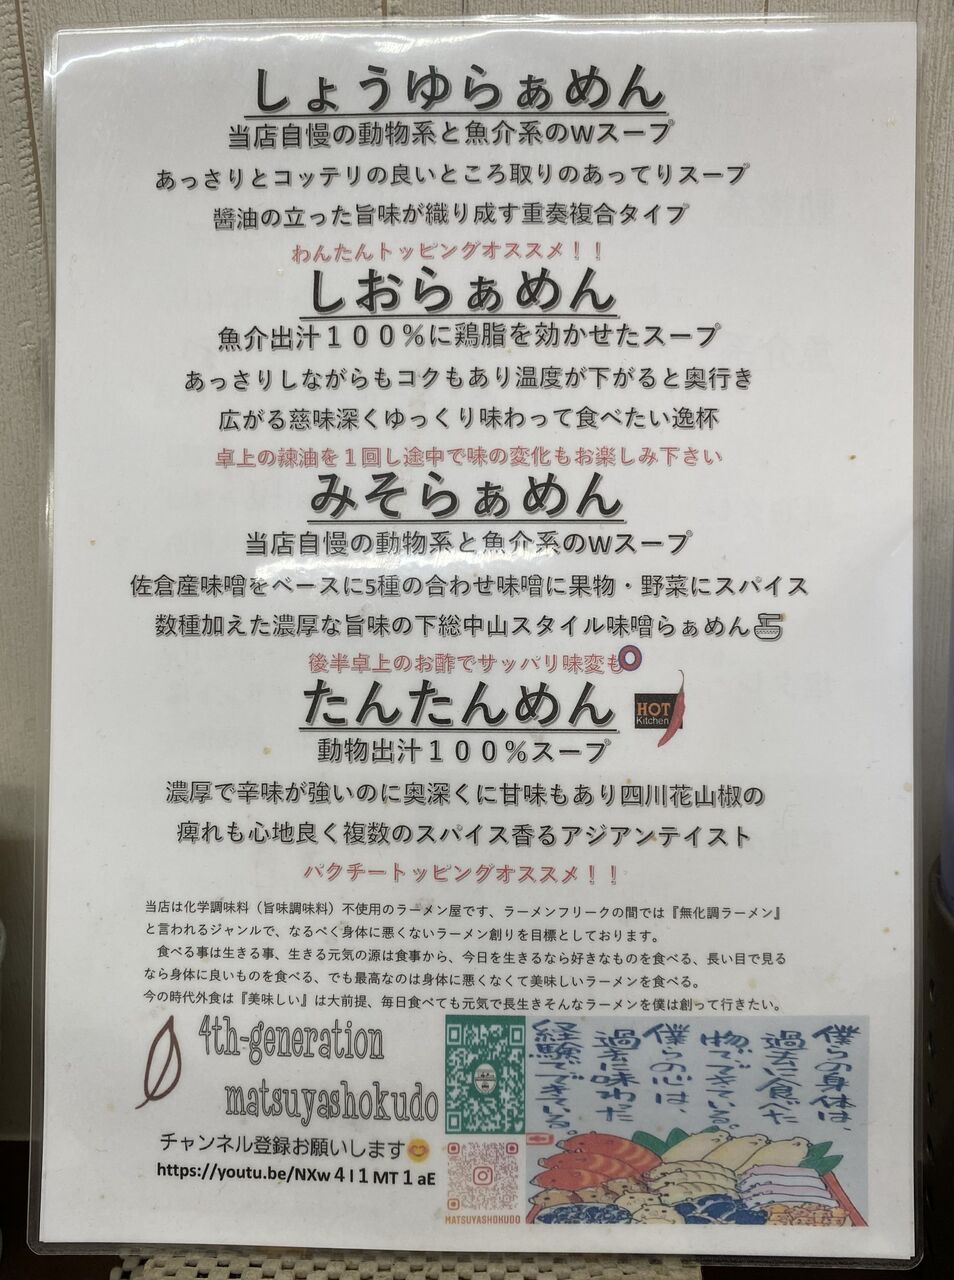 しょうゆらぁめん
当店自慢の動物系と魚介系のWスープ
あっさりとコッテリの良いところ取りのあってりスープ
醬油の立った旨味が織り成す重奏複合タイプ
わんたんトッピングオススメ！！
しおらぁめん
魚介出汁１００％に鶏脂を効かせたスープ
あっさりしながらもコクもあり温度が下がると奥行き
広がる慈味深くゆっくり味わって食べたい逸杯
卓上の辣油を１回し途中で味の変化もお楽しみ下さい
みそらぁめん
当店自慢の動物系と魚介系のWスープ
佐倉産味噌をベースに5種の合わせ味噌に果物・野菜にスパイス
数種加えた濃厚な旨味の下総中山スタイル味噌らぁめん
後半卓上のお酢でサッパリ味変も
たんたんめん
HOT
Kitchen
動物出汁１００％スープ
濃厚で辛味が強いのに奥深くに甘味もあり四川花山椒の
痺れも心地良く複数のスパイス香るアジアンテイスト
パクチートッピングオススメ！！
当店は化学調味料（旨味調味料）不使用のラーメン屋です、ラーメンフリークの間では『無化調ラーメン』
と言われるジャンルで、なるべく身体に悪くないラーメン創りを目標としております。
食べる事は生きる事、生きる元気の源は食事から、今日を生きるなら好きなものを食べる、長い目で見る
なら身体に良いものを食べる、でも最高なのは身体に悪くなくて美味しいラーメンを食べる。
今の時代外食は『美味しい』は大前提、毎日食べても元気で長生きそんなラーメンを僕は創って行きたい。
4th-generation
matsuyashokudo
チャンネル登録お願いします😊
https://youtu.be/NXw４I１MT１aE
MATSUYASHOKUDO
僕らの身体は、
過去に食べた
物でできている。
僕らの心は、
過去に味わった
経験でできている。